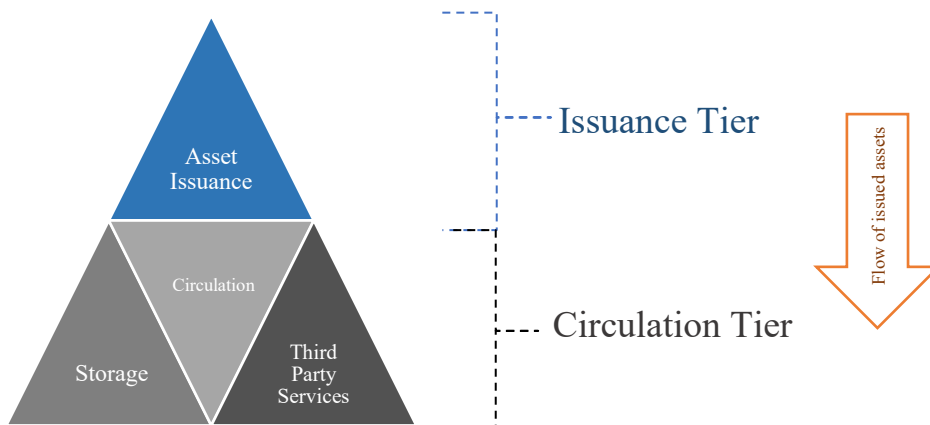 Asset
Issuance
Circulation
Storage
Third
Party
Services
Issuance Tier
Circulation Tier
Flow of issued assets